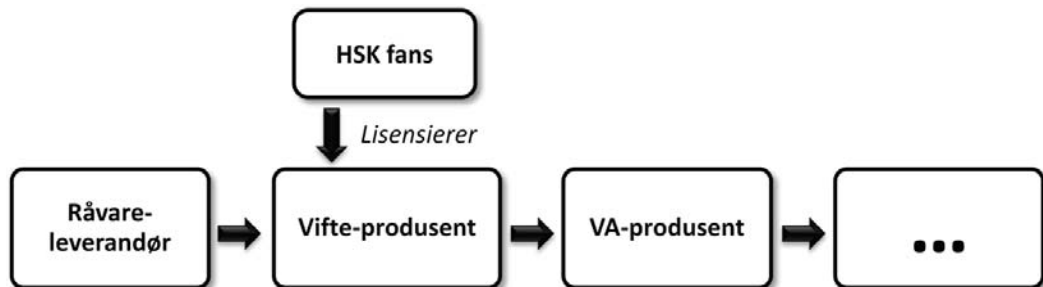 HSK fans
Lisensierer
Råvare-
leverandør
Vifte-produsent
VA-produsent
...